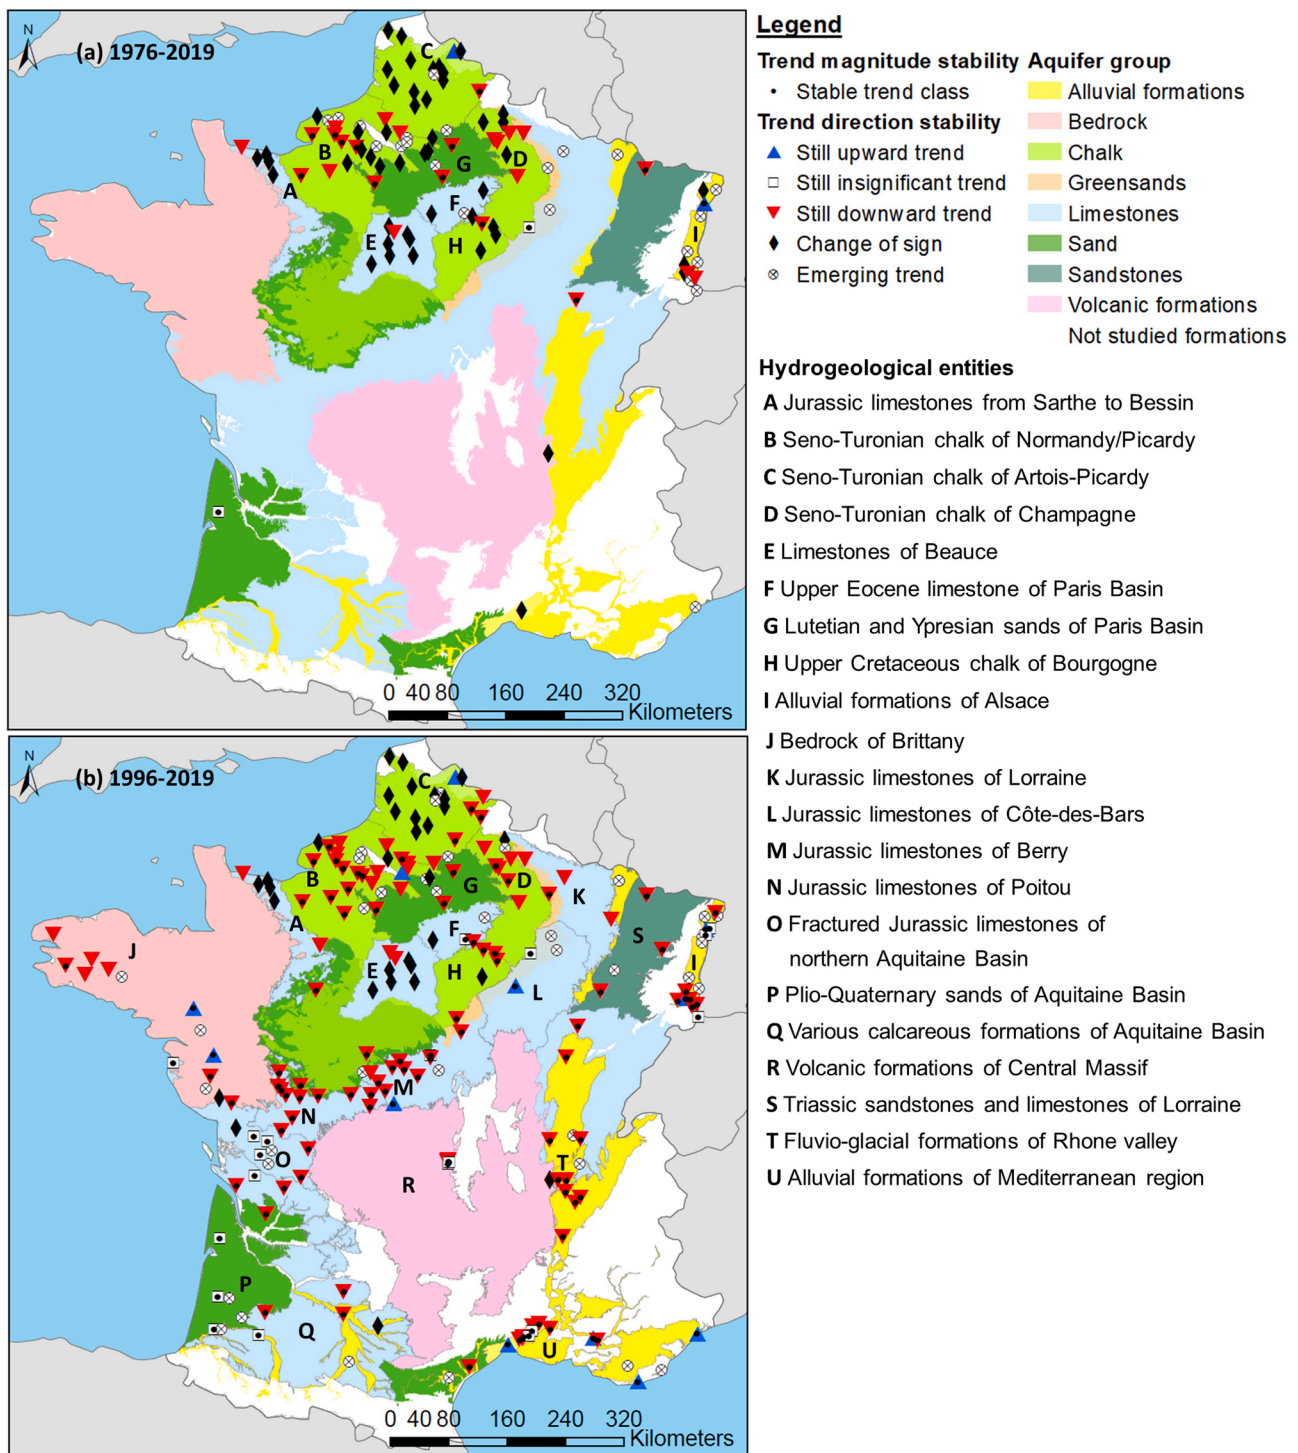 N
(a) 1976-2019
C
B
A
G
D
F
E
H
I
0 40 80 160 240 320
Kilometers
N
(b) 1996-2019
C
B
A
G
D
K
F
E
H
L
S
I
J
M
N
O
R
T
P
Q
U
0 40 80 160 240 320
Kilometers
Legend
Trend magnitude stability
Stable trend class
Trend direction stability
Still upward trend
Still insignificant trend
Still downward trend
Change of sign
Emerging trend
Aquifer group
Alluvial formations
Bedrock
Chalk
Greensands
Limestones
Sand
Sandstones
Volcanic formations
Not studied formations
Hydrogeological entities
A Jurassic limestones from Sarthe to Bessin
B Seno-Turonian chalk of Normandy/Picardy
C Seno-Turonian chalk of Artois-Picardy
D Seno-Turonian chalk of Champagne
E Limestones of Beauce
F Upper Eocene limestone of Paris Basin
G Lutetian and Ypresian sands of Paris Basin
H Upper Cretaceous chalk of Bourgogne
I Alluvial formations of Alsace
J Bedrock of Brittany
K Jurassic limestones of Lorraine
L Jurassic limestones of Côte-des-Bars
M Jurassic limestones of Berry
N Jurassic limestones of Poitou
O Fractured Jurassic limestones of
northern Aquitaine Basin
P Plio-Quaternary sands of Aquitaine Basin
Q Various calcareous formations of Aquitaine Basin
R Volcanic formations of Central Massif
S Triassic sandstones and limestones of Lorraine
T Fluvio-glacial formations of Rhone valley
U Alluvial formations of Mediterranean region